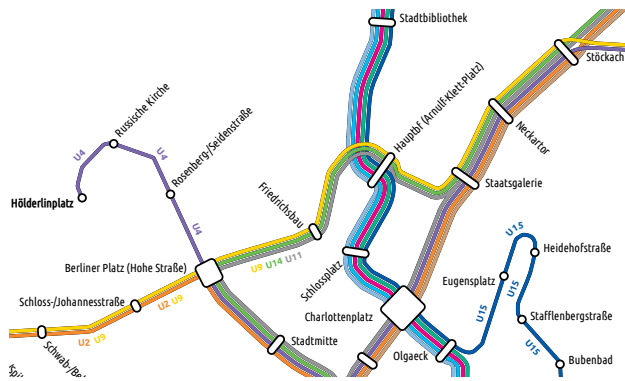 Stadtbibliothek
Stöckach
Russische Kirche
Hauptbf (Arnulf-Klett-Platz)
Neckartor
U4
U4
Rosenberg-/Seidenstraße
Hölderlinplatz
Staatsgalerie
Friedrichsbau
U4
U15
Heidehofstraße
U9 U14 U11
Berliner Platz (Hohe Straße)
Schlossplatz
Eugensplatz
U15
U15
Schloss-/Johannesstraße
U2 U9
Charlottenplatz
Stafflenbergstraße
U2 U9
Stadtmitte
U15
Olgaeck
Bubenbad